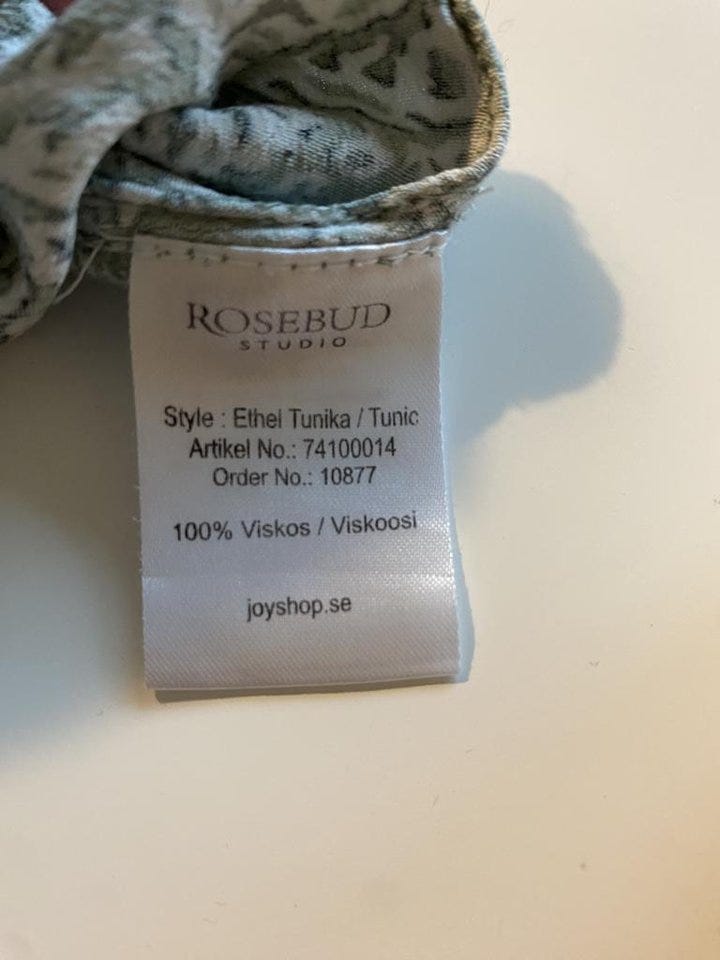 ROSEBUD
STUDIO
Style : Ethel Tunika / Tunic
Artikel No.: 74100014
Order No.: 10877
100% Viskos / Viskoosi
joyshop.se